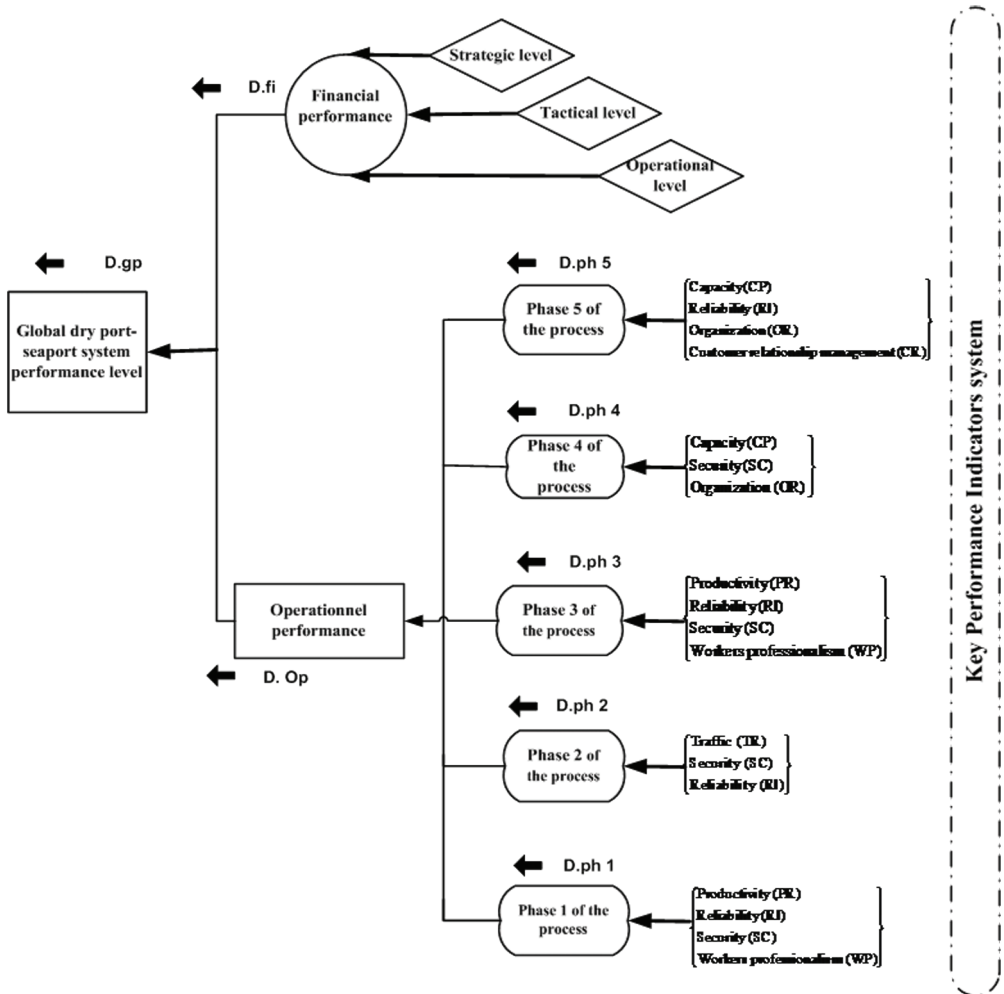 Strategic level
D.fi
Financial
performance
Tactical level
Operational
level
D.gp
Global dry port-
seaport system
performance level
D.ph 5
Phase 5 of
the process
Capacity(CP)
Reliability (RI)
Organization (OR)
Customer relationship management (CR)
D.ph 4
Phase 4 of
the
process
Capacity(CP)
Security(SC)
Organization (OR)
D.ph 3
Phase 3 of
the process
Productivity(PR)
Reliability(RI)
Security(SC)
Workers professionalism (WP)
Operationnel
performance
D. Op
D.ph 2
Phase 2 of
the process
Traffic (TR)
Security (SC)
Reliability (RI)
D.ph 1
Phase 1 of the
process
Productivity(PR)
Reliability(RI)
Security(SC)
Workers professionalism (WP)
Key Performance Indicators system